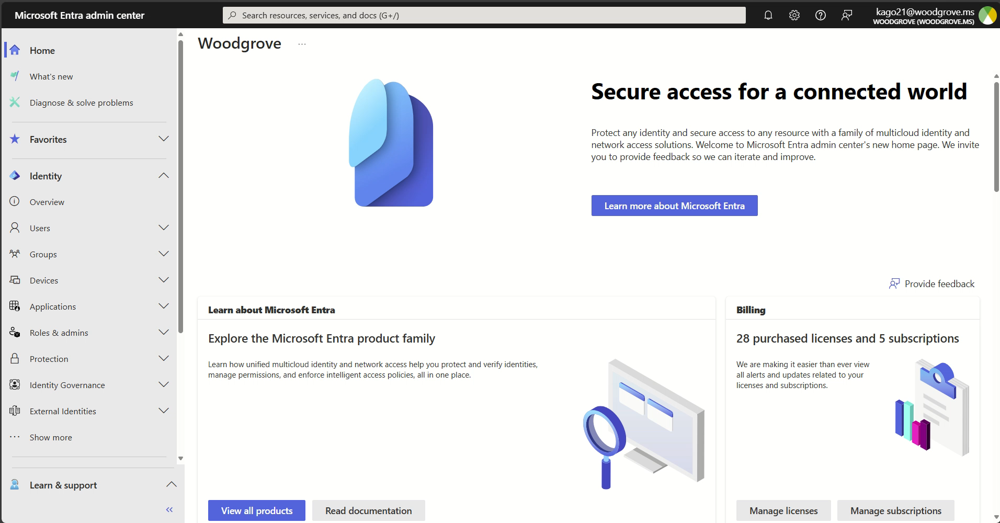 Microsoft Entra admin center
Search resources, services, and docs (G+/)
kago21@woodgrove.ms
WOODGROVE (WOODGROVE.MS)
Home
What's new
Diagnose & solve problems
Favorites
Identity
Overview
Users
Groups
Devices
Applications
Roles & admins
Protection
Identity Governance
External Identities
Show more
Learn & support
Woodgrove
Secure access for a connected world
Protect any identity and secure access to any resource with a family of multicloud identity and
network access solutions. Welcome to Microsoft Entra admin center's new home page. We invite
you to provide feedback so we can iterate and improve.
Learn more about Microsoft Entra
Provide feedback
Learn about Microsoft Entra
Explore the Microsoft Entra product family
Learn how unified multicloud identity and network access help you protect and verify identities,
manage permissions, and enforce intelligent access policies, all in one place.
View all products
Read documentation
Billing
28 purchased licenses and 5 subscriptions
We are making it easier than ever view
all alerts and updates related to your
licenses and subscriptions.
Manage licenses
Manage subscriptions